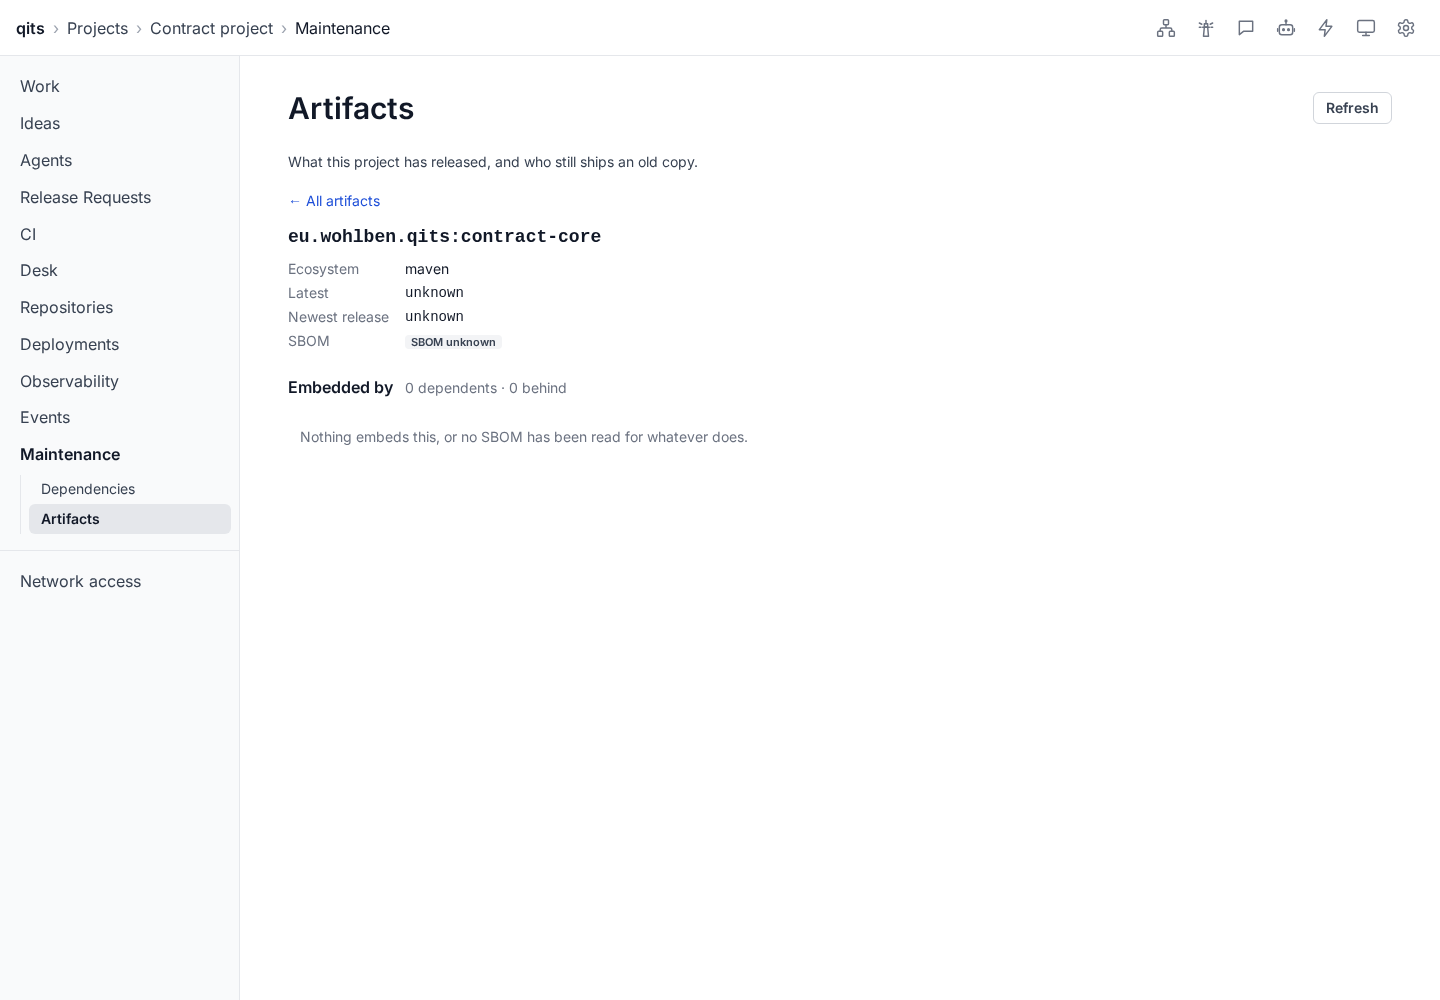 qits › Projects › Contract project › Maintenance
Work
Ideas
Agents
Release Requests
CI
Desk
Repositories
Deployments
Observability
Events
Maintenance
Dependencies
Artifacts
Network access
Artifacts
Refresh
What this project has released, and who still ships an old copy.
← All artifacts
eu.wohlben.qits:contract-core
Ecosystem maven
Latest unknown
Newest release unknown
SBOM SBOM unknown
Embedded by 0 dependents · 0 behind
Nothing embeds this, or no SBOM has been read for whatever does.